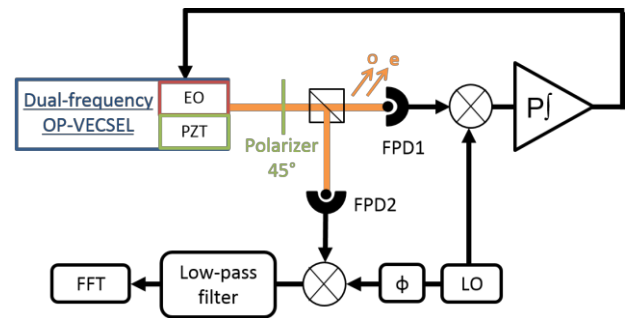 o e
Dual-frequency
OP-VECSEL
EO
PZT
Polarizer
45°
FPD1
P∫
FPD2
FFT
Low-pass
filter
ϕ
LO